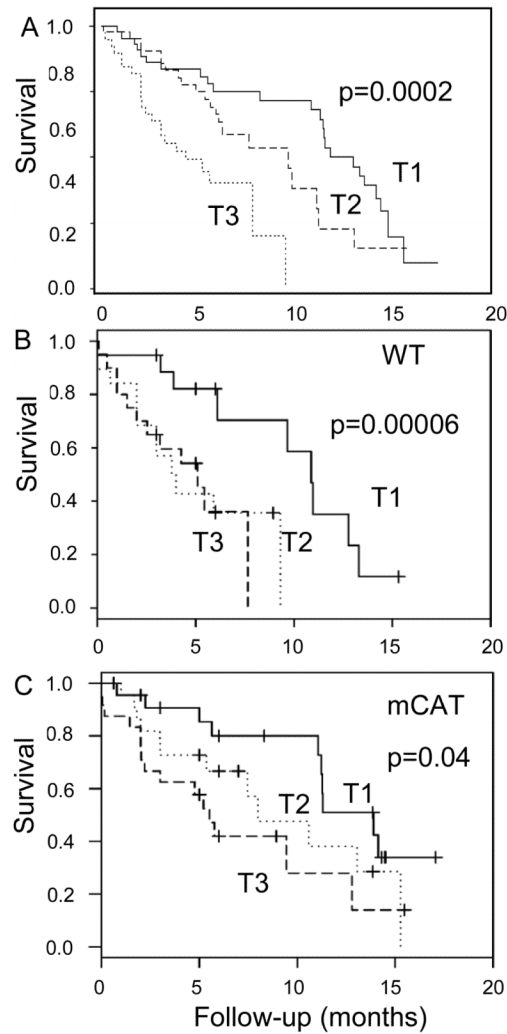 A
1.0
0.8
0.6
0.4
0.2
0.0
Survival
p=0.0002
T1
T2
T3
0 5 10 15 20
B
1.0
0.8
0.6
0.4
0.2
0.0
Survival
WT
p=0.00006
T1
T3 T2
0 5 10 15 20
C
1.0
0.8
0.6
0.4
0.2
0.0
Survival
mCAT
p=0.04
T1
T2
T3
0 5 10 15 20
Follow-up (months)